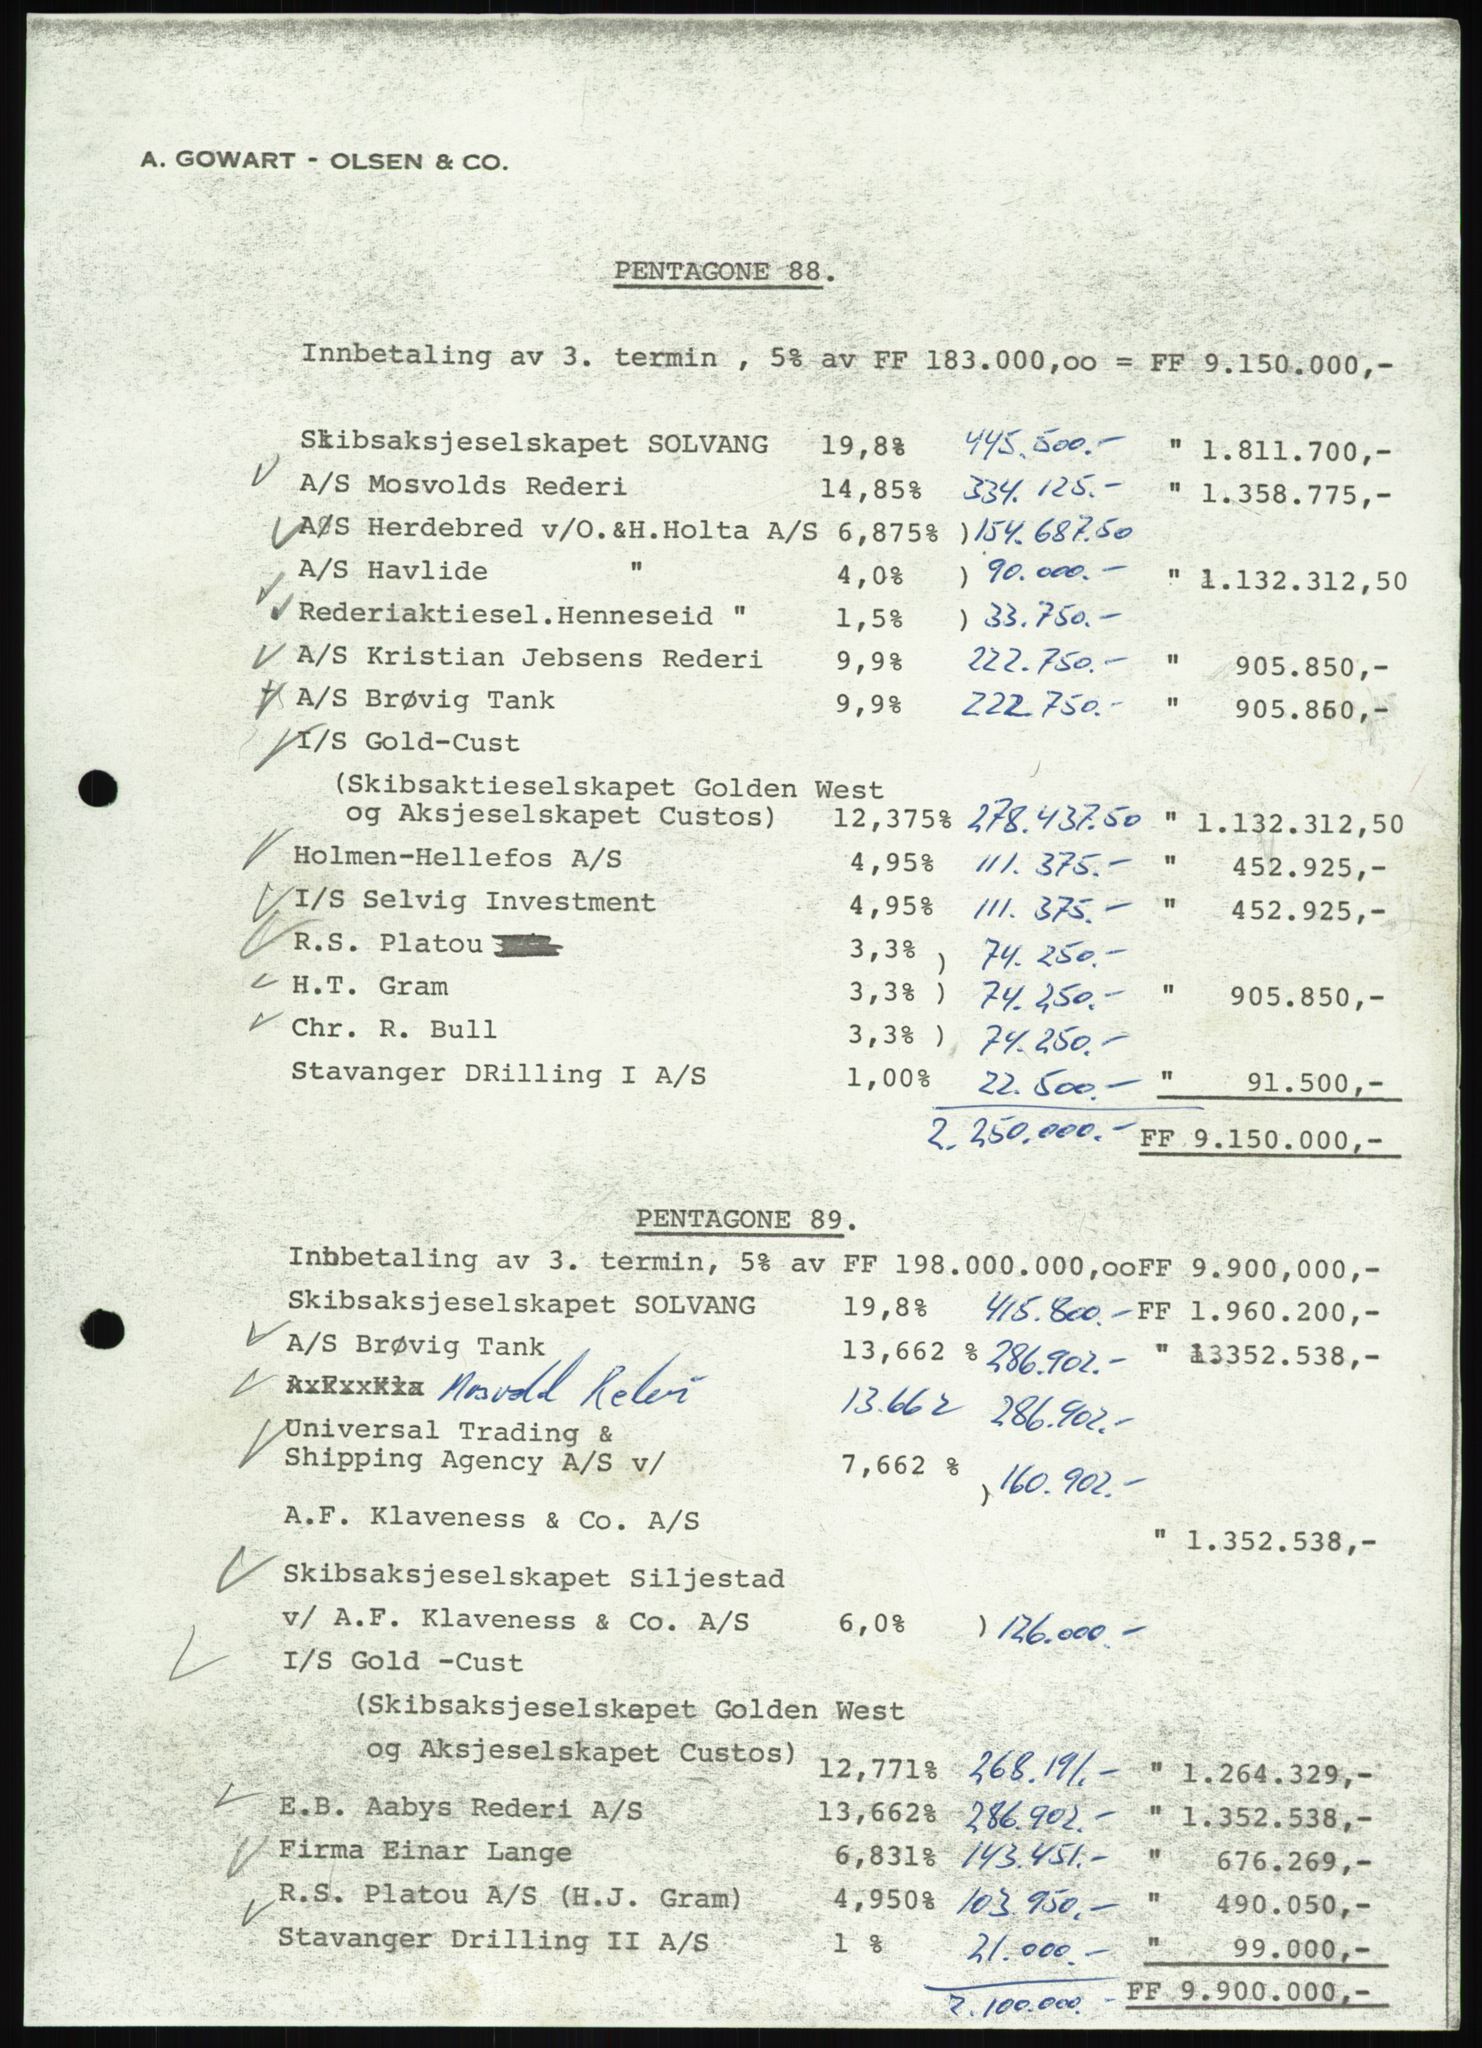 A. GOWART - OLSEN & CO.
PENTAGONE 88.
Innbetaling av 3. termin , 5% av FF 183.000,oo = FF 9.150.000,-
Skibsaksjeselskapet SOLVANG 19,8% 445.500.- " 1.811.700,-
A/S Mosvolds Rederi 14,85% 334.125.- " 1.358.775,-
A/S Herdebred v/O.&H.Holta A/S 6,875% ) 154.687.50
A/S Havlide " 4,0% ) 90.000.- " 1.132.312,50
Rederiaktiesel.Henneseid " 1,5% ) 33.750.-
A/S Kristian Jebsens Rederi 9,9% 222.750.- " 905.850,-
A/S Brøvig Tank 9,9% 222.750.- " 905.850,-
I/S Gold-Cust
(Skibsaktieselskapet Golden West
og Aksjeselskapet Custos) 12,375% 278.437.50 " 1.132.312,50
Holmen-Hellefos A/S 4,95% 111.375.- " 452.925,-
I/S Selvig Investment 4,95% 111.375.- " 452.925,-
R.S. Platou 3,3% ) 74.250.-
H.T. Gram 3,3% ) 74.250.- " 905.850,-
Chr. R. Bull 3,3% ) 74.250.-
Stavanger DRilling I A/S 1,00% 22.500.- " 91.500,-
2.250.000.- FF 9.150.000,-
PENTAGONE 89.
Innbetaling av 3. termin, 5% av FF 198.000.000,ooFF 9.900,000,-
Skibsaksjeselskapet SOLVANG 19,8% 415.800.- FF 1.960.200,-
A/S Brøvig Tank 13,662 % 286.902.- " 13352.538,-
AxFxxKla Mosvold Rederi 13.662 286.902.-
Universal Trading &
Shipping Agency A/S v/ 7,662 % ) 160.902.-
A.F. Klaveness & Co. A/S
" 1.352.538,-
Skibsaksjeselskapet Siljestad
v/ A.F. Klaveness & Co. A/S 6,0% ) 126.000.-
I/S Gold -Cust
(Skibsaksjeselskapet Golden West
og Aksjeselskapet Custos) 12,771% 268.191.- " 1.264.329,-
E.B. Aabys Rederi A/S 13,662% 286.902.- " 1.352.538,-
Firma Einar Lange 6,831% 143.451.- " 676.269,-
R.S. Platou A/S (H.J. Gram) 4,950% 103.950.- " 490.050,-
Stavanger Drilling II A/S 1 % 21.000.- " 99.000,-
2.100.000.- FF 9.900.000,-